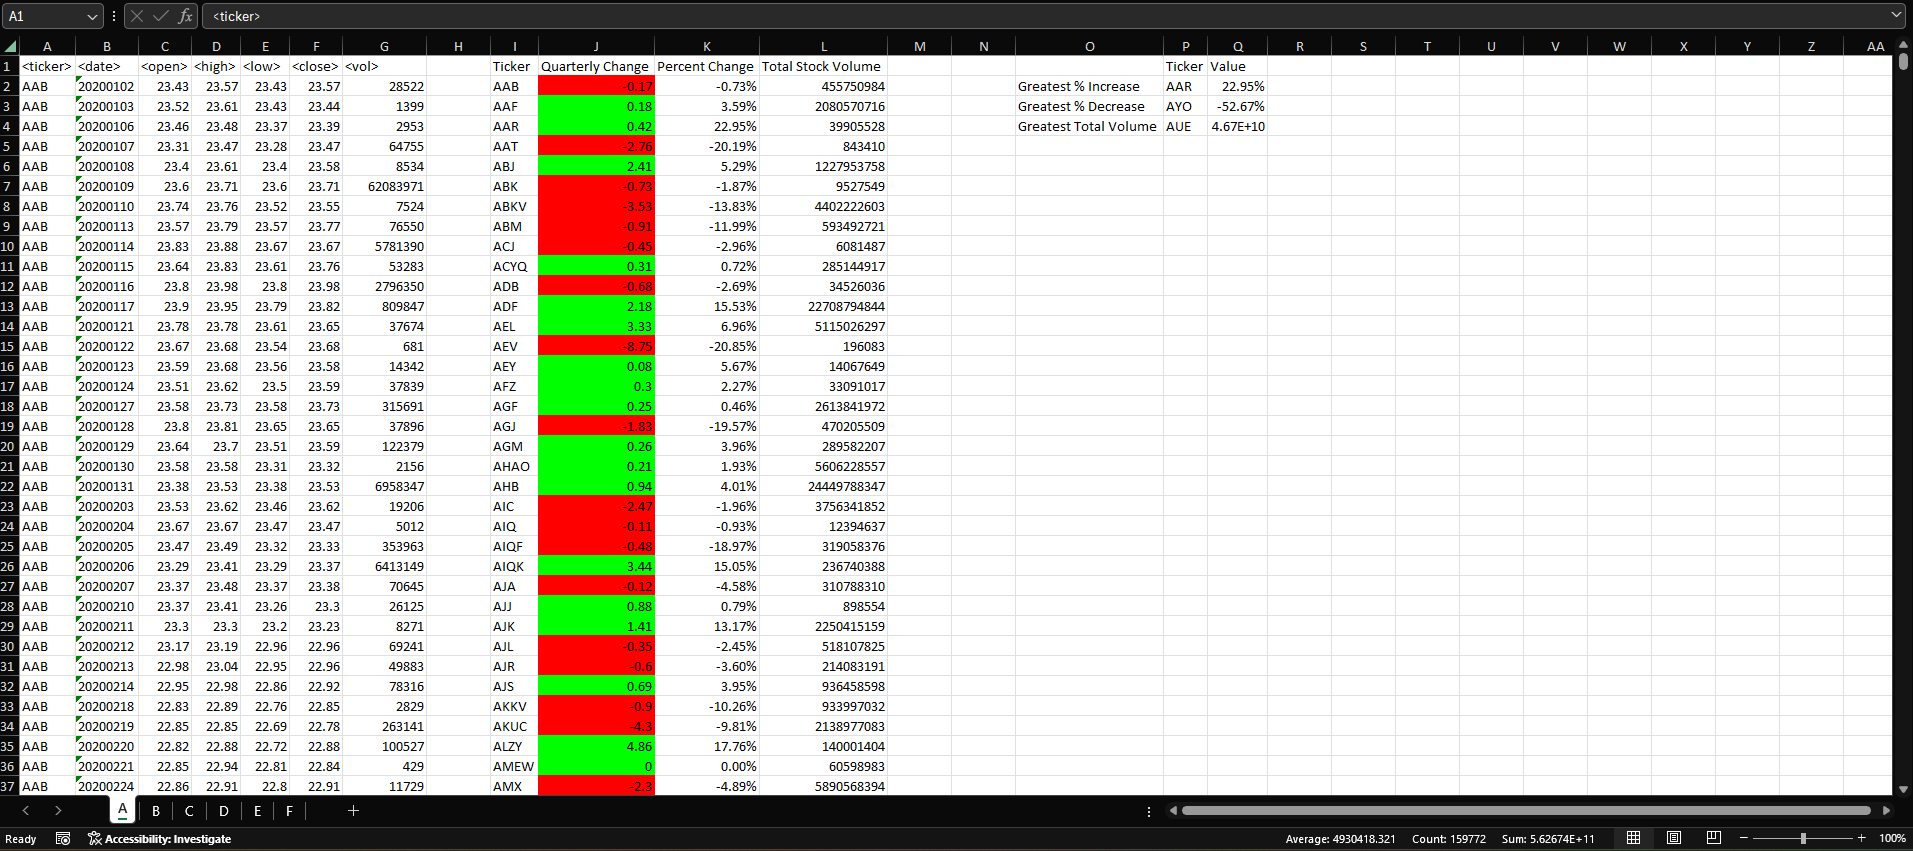 A1 <ticker>
A B C D E F G H I J K L M N O P Q R S T U V W X Y Z AA
1 <ticker> <date> <open> <high> <low> <close> <vol> Ticker Quarterly Change Percent Change Total Stock Volume Ticker Value
2 AAB 20200102 23.43 23.57 23.43 23.57 28522 AAB -0.17 -0.73% 455750984 Greatest % Increase AAR 22.95%
3 AAB 20200103 23.52 23.61 23.43 23.44 1399 AAF 0.18 3.59% 2080570716 Greatest % Decrease AYO -52.67%
4 AAB 20200106 23.46 23.48 23.37 23.39 2953 AAR 0.42 22.95% 39905528 Greatest Total Volume AUE 4.67E+10
5 AAB 20200107 23.31 23.47 23.28 23.47 64755 AAT -2.76 -20.19% 843410
6 AAB 20200108 23.4 23.61 23.4 23.58 8534 ABJ 2.41 5.29% 1227953758
7 AAB 20200109 23.6 23.71 23.6 23.71 62083971 ABK -0.73 -1.87% 9527549
8 AAB 20200110 23.74 23.76 23.52 23.55 7524 ABKV -3.53 -13.83% 4402222603
9 AAB 20200113 23.57 23.79 23.57 23.77 76550 ABM -0.91 -11.99% 593492721
10 AAB 20200114 23.83 23.88 23.67 23.67 5781390 ACJ -0.45 -2.96% 6081487
11 AAB 20200115 23.64 23.83 23.61 23.76 53283 ACYQ 0.31 0.72% 285144917
12 AAB 20200116 23.8 23.98 23.8 23.98 2796350 ADB -0.68 -2.69% 34526036
13 AAB 20200117 23.9 23.95 23.79 23.82 809847 ADF 2.18 15.53% 22708794844
14 AAB 20200121 23.78 23.78 23.61 23.65 37674 AEL 3.33 6.96% 5115026297
15 AAB 20200122 23.67 23.68 23.54 23.68 681 AEV -8.75 -20.85% 196083
16 AAB 20200123 23.59 23.68 23.56 23.58 14342 AEY 0.08 5.67% 14067649
17 AAB 20200124 23.51 23.62 23.5 23.59 37839 AFZ 0.3 2.27% 33091017
18 AAB 20200127 23.58 23.73 23.58 23.73 315691 AGF 0.25 0.46% 2613841972
19 AAB 20200128 23.8 23.81 23.65 23.65 37896 AGJ -1.83 -19.57% 470205509
20 AAB 20200129 23.64 23.7 23.51 23.59 122379 AGM 0.26 3.96% 289582207
21 AAB 20200130 23.58 23.58 23.31 23.32 2156 AHAO 0.21 1.93% 5606228557
22 AAB 20200131 23.38 23.53 23.38 23.53 6958347 AHB 0.94 4.01% 24449788347
23 AAB 20200203 23.53 23.62 23.46 23.62 19206 AIC -2.47 -1.96% 3756341852
24 AAB 20200204 23.67 23.67 23.47 23.47 5012 AIQ -0.11 -0.93% 12394637
25 AAB 20200205 23.47 23.49 23.32 23.33 353963 AIQF -0.48 -18.97% 319058376
26 AAB 20200206 23.29 23.41 23.29 23.37 6413149 AIQK 3.44 15.05% 236740388
27 AAB 20200207 23.37 23.48 23.37 23.38 70645 AJA -0.12 -4.58% 310788310
28 AAB 20200210 23.37 23.41 23.26 23.3 26125 AJJ 0.88 0.79% 898554
29 AAB 20200211 23.3 23.3 23.2 23.23 8271 AJK 1.41 13.17% 2250415159
30 AAB 20200212 23.17 23.19 22.96 22.96 69241 AJL -0.35 -2.45% 518107825
31 AAB 20200213 22.98 23.04 22.95 22.96 49883 AJR -0.6 -3.60% 214083191
32 AAB 20200214 22.95 22.98 22.86 22.92 78316 AJS 0.69 3.95% 936458598
33 AAB 20200218 22.83 22.89 22.76 22.85 2829 AKKV -0.9 -10.26% 933997032
34 AAB 20200219 22.85 22.85 22.69 22.78 263141 AKUC -4.3 -9.81% 2138977083
35 AAB 20200220 22.82 22.88 22.72 22.88 100527 ALZY 4.86 17.76% 140001404
36 AAB 20200221 22.85 22.94 22.81 22.84 429 AMEW 0 0.00% 60598983
37 AAB 20200224 22.86 22.91 22.8 22.91 11729 AMX -2.3 -4.89% 5890568394
A B C D E F
Ready Accessibility: Investigate Average: 4930418.321 Count: 159772 Sum: 5.62674E+11 100%